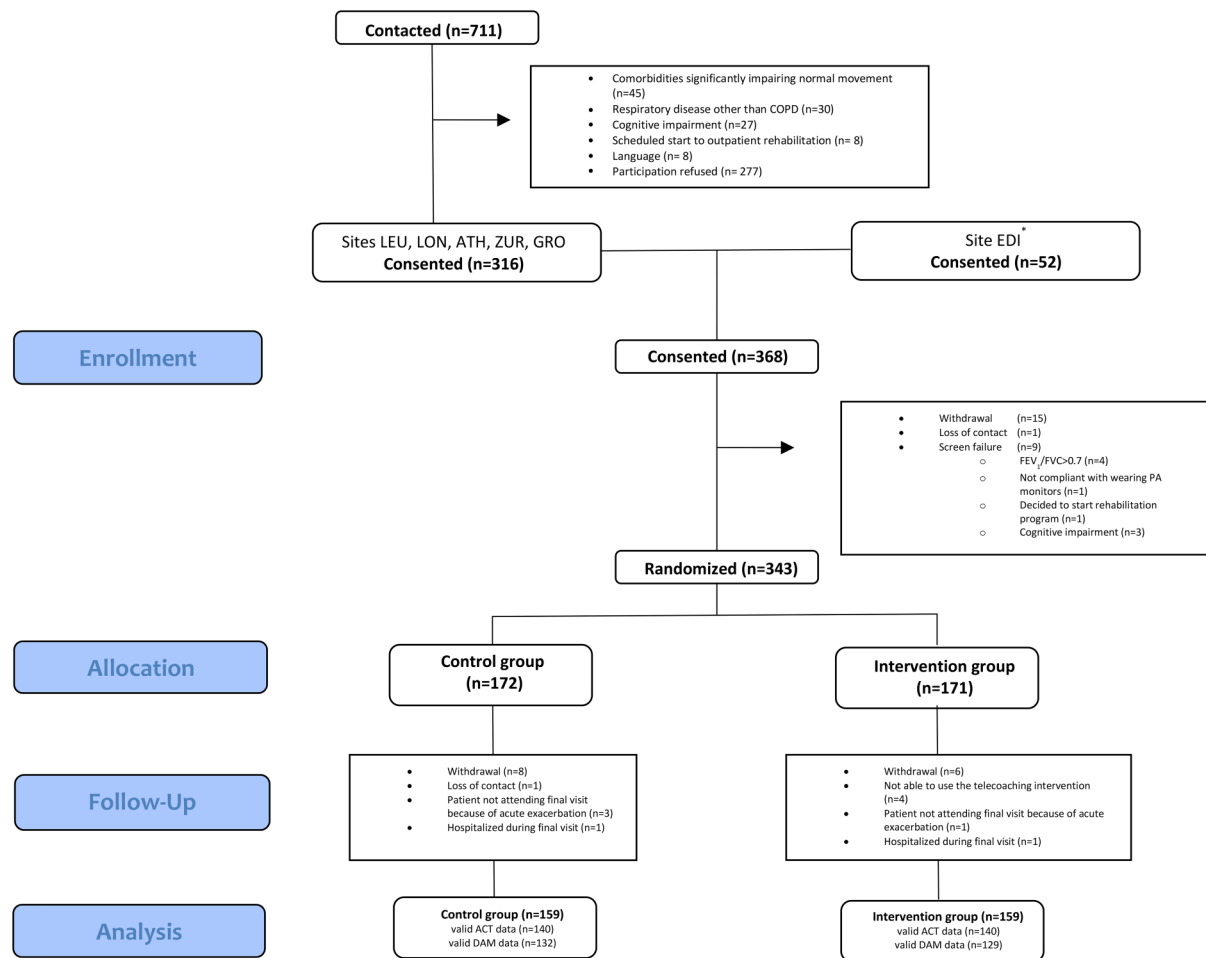 Contacted (n=711)
• Comorbidities significantly impairing normal movement
(n=45)
• Respiratory disease other than COPD (n=30)
• Cognitive impairment (n=27)
• Scheduled start to outpatient rehabilitation (n= 8)
• Language (n= 8)
• Participation refused (n= 277)
Sites LEU, LON, ATH, ZUR, GRO
Consented (n=316)
Site EDI*
Consented (n=52)
Enrollment
Consented (n=368)
• Withdrawal (n=15)
• Loss of contact (n=1)
• Screen failure (n=9)
o FEV1/FVC>0.7 (n=4)
o Not compliant with wearing PA
monitors (n=1)
o Decided to start rehabilitation
program (n=1)
o Cognitive impairment (n=3)
Randomized (n=343)
Allocation
Control group
(n=172)
Intervention group
(n=171)
Follow-Up
• Withdrawal (n=8)
• Loss of contact (n=1)
• Patient not attending final visit
because of acute exacerbation (n=3)
• Hospitalized during final visit (n=1)
• Withdrawal (n=6)
• Not able to use the telecoaching intervention
(n=4)
• Patient not attending final visit because of acute
exacerbation (n=1)
• Hospitalized during final visit (n=1)
Analysis
Control group (n=159)
valid ACT data (n=140)
valid DAM data (n=132)
Intervention group (n=159)
valid ACT data (n=140)
valid DAM data (n=129)